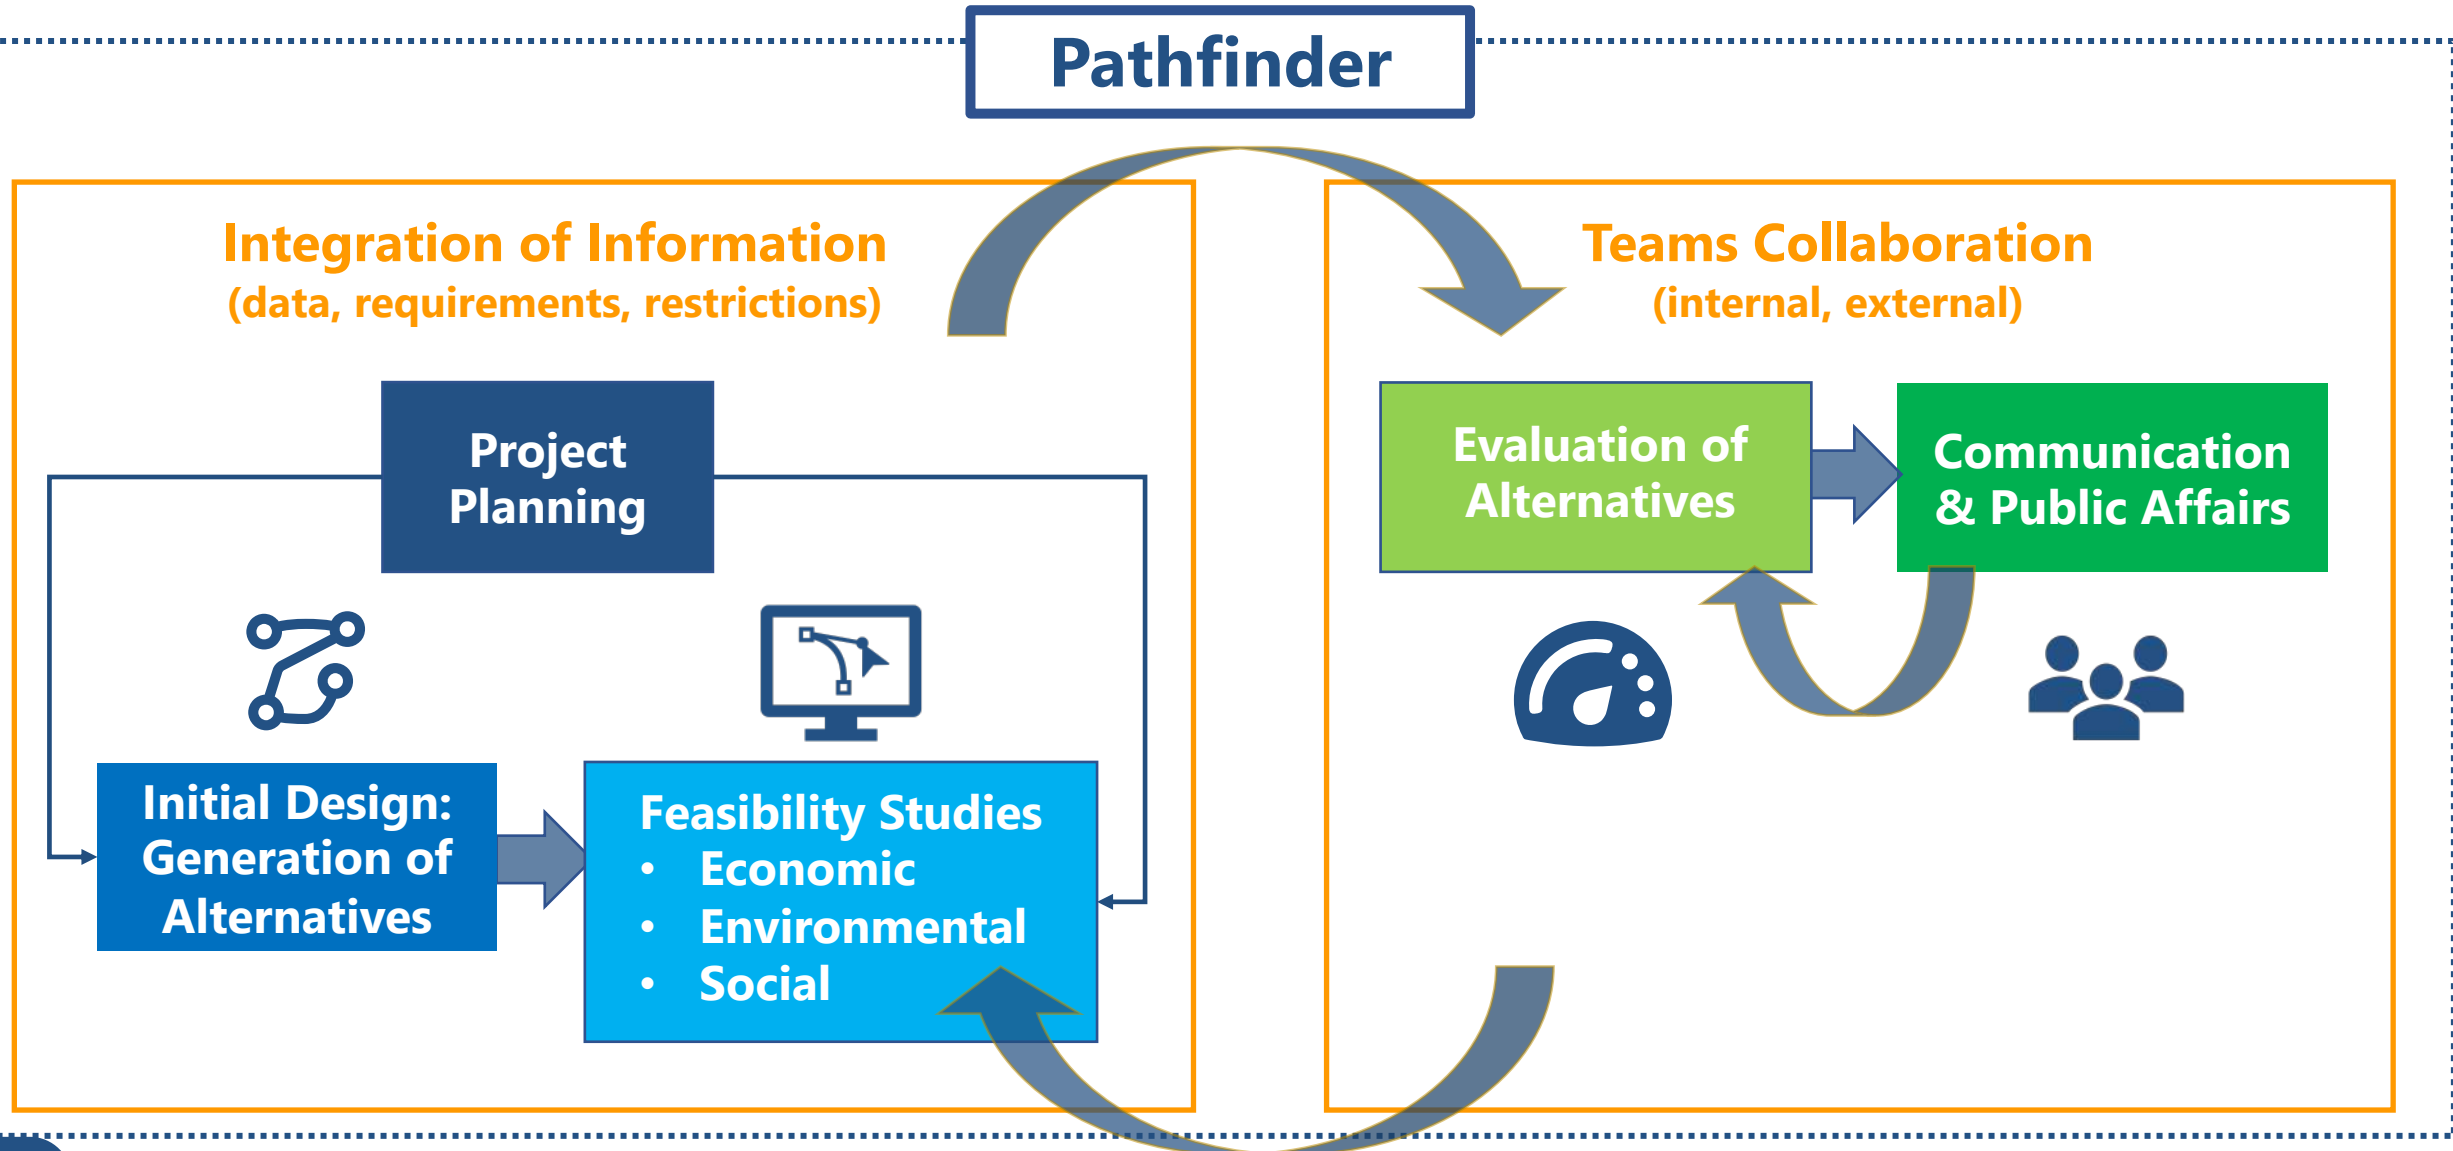 Pathfinder
Integration of Information
(data, requirements, restrictions)
Project
Planning
Initial Design:
Generation of
Alternatives
Feasibility Studies
• Economic
• Environmental
• Social
Teams Collaboration
(internal, external)
Evaluation of
Alternatives
Communication
& Public Affairs